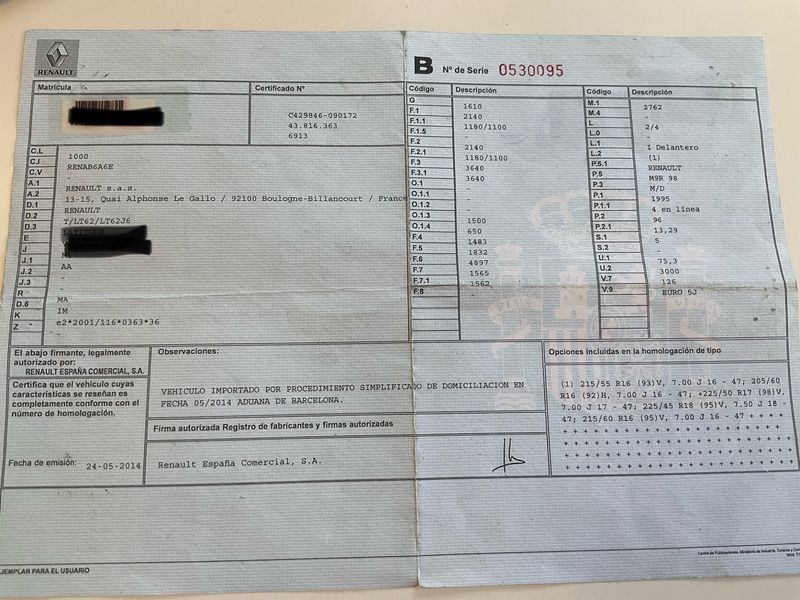 RENAULT
B Nº de Serie 0530095
Matrícula
Certificado Nº
C429846-090172
43.816.363
6913
C.L 1000
C.I RENAB6A6E
C.V -
A.1 RENAULT s.a.s.
A.2 13-15, Quai Alphonse Le Gallo / 92100 Boulogne-Billancourt / France
D.1 RENAULT
D.2 T/LT62/LT62J6
D.3
E
J M1
J.1 AA
J.2 -
J.3 -
R MA
D.6 IM
K e2*2001/116*0363*36
Z -
Código Descripción
G 1610
F.1 2140
F.1.1 1180/1100
F.1.5 -
F.2 2140
F.2.1 1180/1100
F.3 3640
F.3.1 3640
O.1 -
O.1.1 -
O.1.2 -
O.1.3 1500
O.1.4 650
F.4 1483
F.5 1832
F.6 4897
F.7 1565
F.7.1 1562
F.8
Código Descripción
M.1 2762
M.4 -
L 2/4
L.0 -
L.1 1 Delantero
L.2 (1)
P.5.1 RENAULT
P.5 M9R 98
P.3 M/D
P.1 1995
P.1.1 4 en línea
P.2 96
P.2.1 13,29
S.1 5
S.2 -
U.1 75,3
U.2 3000
V.7 126
V.9 EURO 5J
PLUS
El abajo firmante, legalmente
autorizado por:
RENAULT ESPAÑA COMERCIAL, S.A.
Certifica que el vehículo cuyas
características se reseñan es
completamente conforme con el
número de homologación.
Fecha de emisión: 24-05-2014
Observaciones:
VEHICULO IMPORTADO POR PROCEDIMIENTO SIMPLIFICADO DE DOMICILIACION EN
FECHA 05/2014 ADUANA DE BARCELONA.
Firma autorizada Registro de fabricantes y firmas autorizadas
Renault España Comercial, S.A.
Opciones incluidas en la homologación de tipo
(1) 215/55 R16 (93)V, 7.00 J 16 - 47; 205/60
R16 (92)H, 7.00 J 16 - 47; +225/50 R17 (98)V,
7.00 J 17 - 47; 225/45 R18 (95)V, 7.50 J 18 -
47; 215/60 R16 (95)V, 7.00 J 16 - 47 + + + + +
+ + + + + + + + + + + + + + + + + + + + +
+ + + + + + + + + + + + + + + + + + + + +
+ + + + + + + + + + + + + + + + + + + + +
+ + + + + + + + + + + + + + + + + + + + +
Centro de Publicaciones. Ministerio de Industria, Turismo y
JEMPLAR PARA EL USUARIO